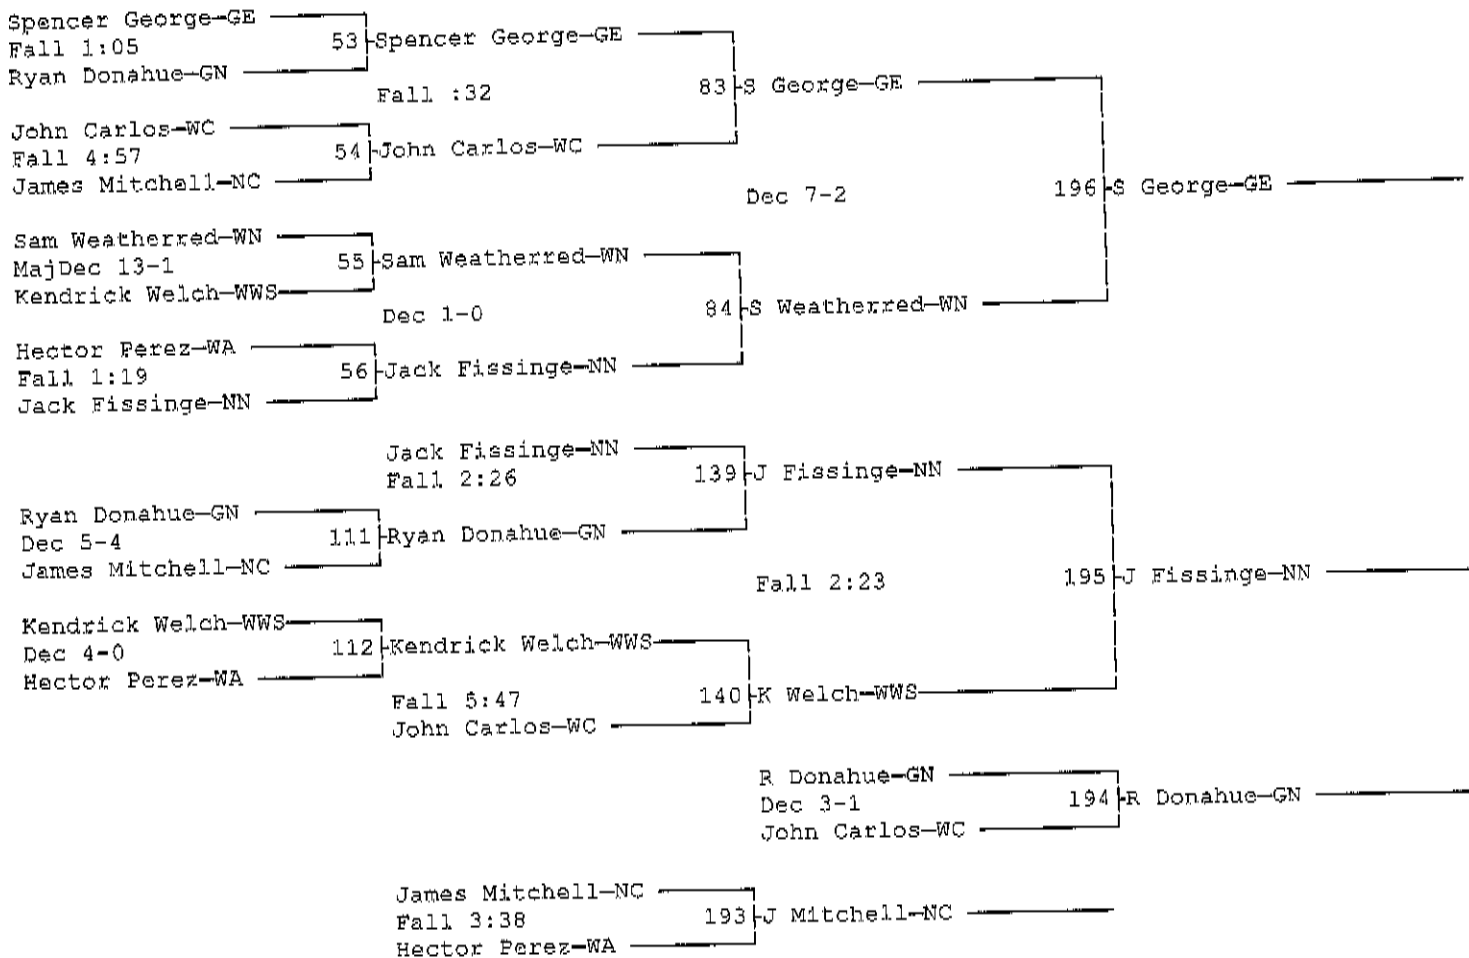 Spencer George-GE
Fall 1:05
53 Spencer George-GE
Ryan Donahue-GN
Fall :32
83 S George-GE
John Carlos-WC
Fall 4:57
54 John Carlos-WC
James Mitchell-NC
Dec 7-2
196 S George-GE
Sam Weatherred-WN
MajDec 13-1
55 Sam Weatherred-WN
Kendrick Welch-WWS
Dec 1-0
84 S Weatherred-WN
Hector Perez-WA
Fall 1:19
56 Jack Fissinge-NN
Jack Fissinge-NN
Jack Fissinge-NN
Fall 2:26
139 J Fissinge-NN
Ryan Donahue-GN
Dec 5-4
111 Ryan Donahue-GN
James Mitchell-NC
Fall 2:23
195 J Fissinge-NN
Kendrick Welch-WWS
Dec 4-0
112 Kendrick Welch-WWS
Hector Perez-WA
Fall 5:47
140 K Welch-WWS
John Carlos-WC
R Donahue-GN
Dec 3-1
194 R Donahue-GN
John Carlos-WC
James Mitchell-NC
Fall 3:38
193 J Mitchell-NC
Hector Perez-WA